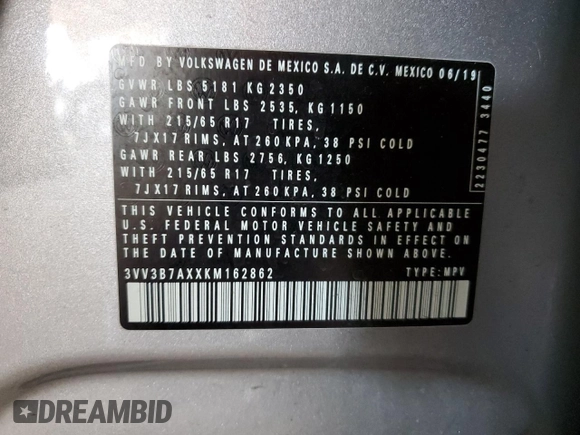 MFD BY VOLKSWAGEN DE MEXICO S.A. DE C.V. MEXICO 06/19
GVWR LBS 5181 KG 2350
GAWR FRONT LBS 2535, KG 1150
WITH 215/65 R17 TIRES,
7JX17 RIMS, AT 260 KPA, 38 PSI COLD
GAWR REAR LBS 2756, KG 1250
WITH 215/65 R17 TIRES,
7JX17 RIMS, AT 260 KPA, 38 PSI COLD
2230477 3440
THIS VEHICLE CONFORMS TO ALL APPLICABLE
U.S. FEDERAL MOTOR VEHICLE SAFETY AND
THEFT PREVENTION STANDARDS IN EFFECT ON
THE DATE OF MANUFACTURE SHOWN ABOVE.
3VV3B7AXXKM162862 TYPE: MPV
DREAMBID